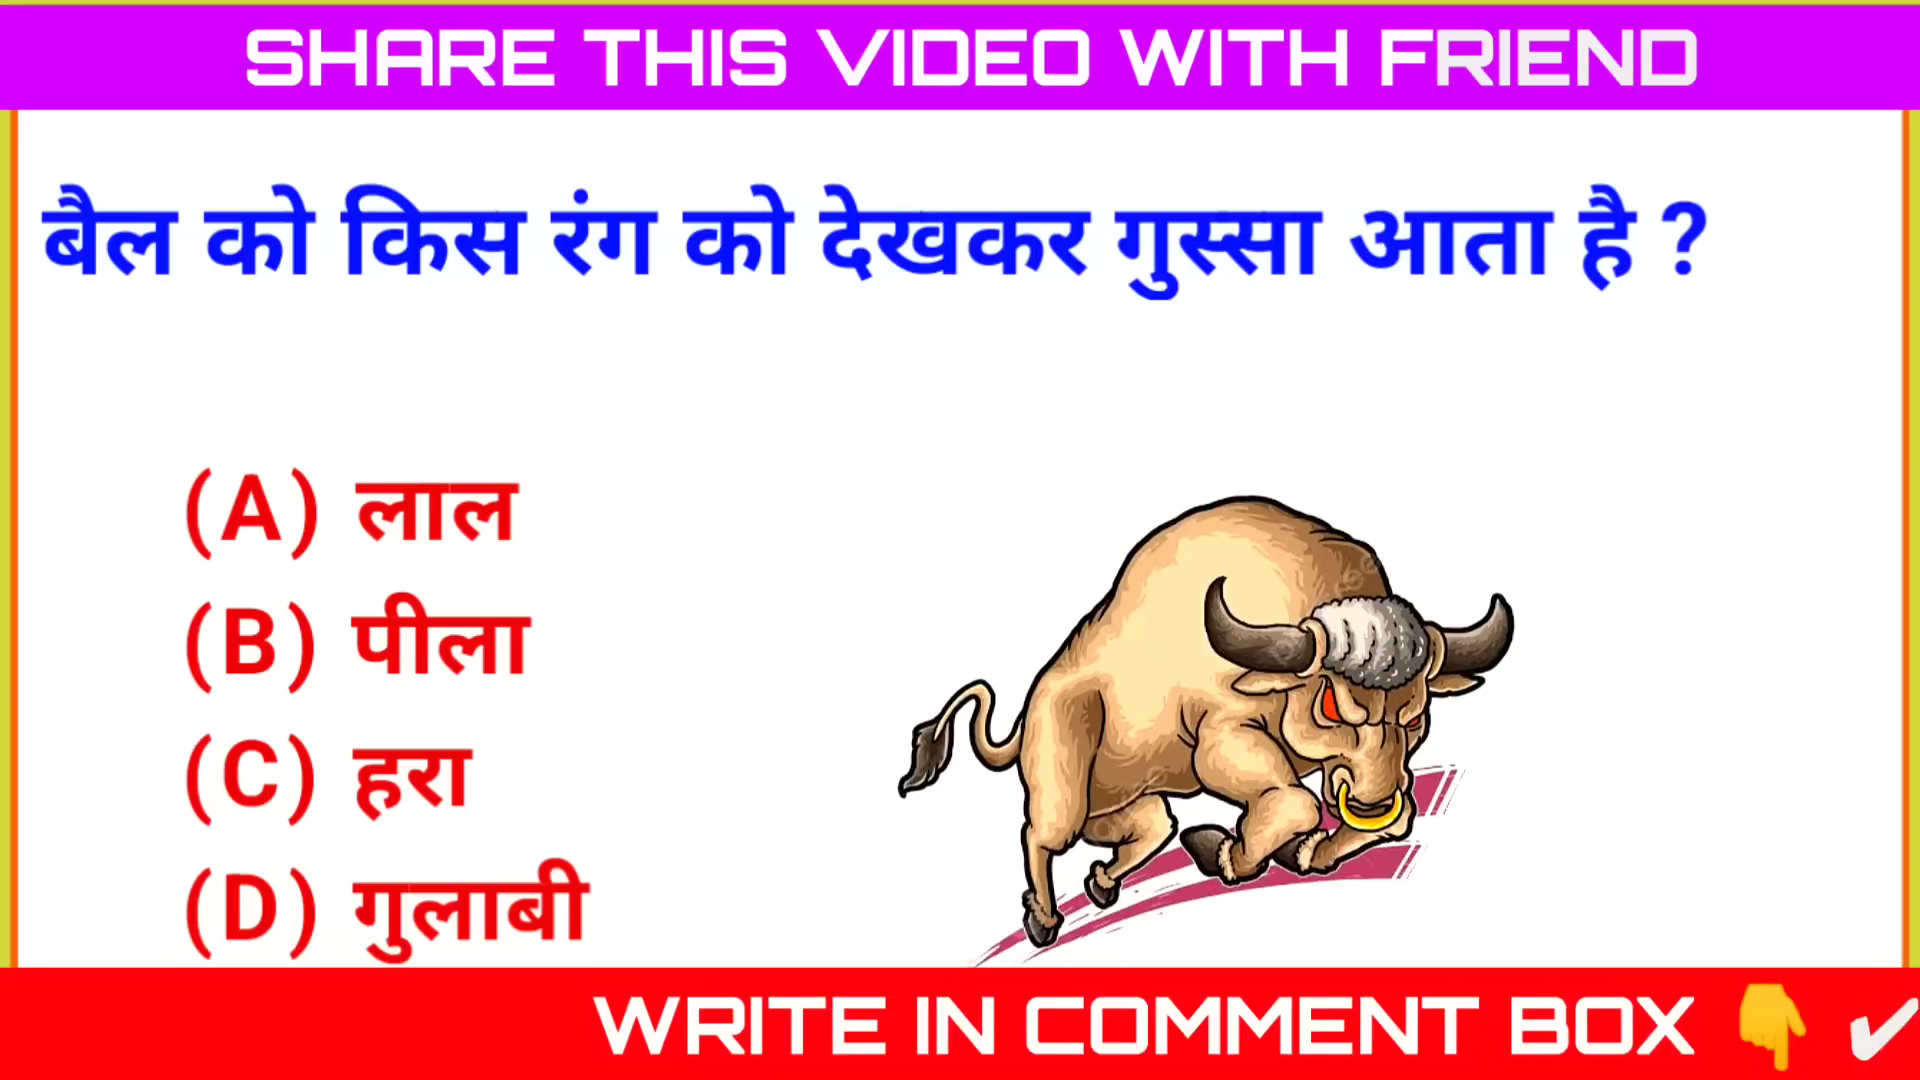 SHARE THIS VIDEO WITH FRIEND
बैल को किस रंग को देखकर गुस्सा आता है ?
(A) लाल
(B) पीला
(C) हरा
(D) गुलाबी
WRITE IN COMMENT BOX 👇 ✔